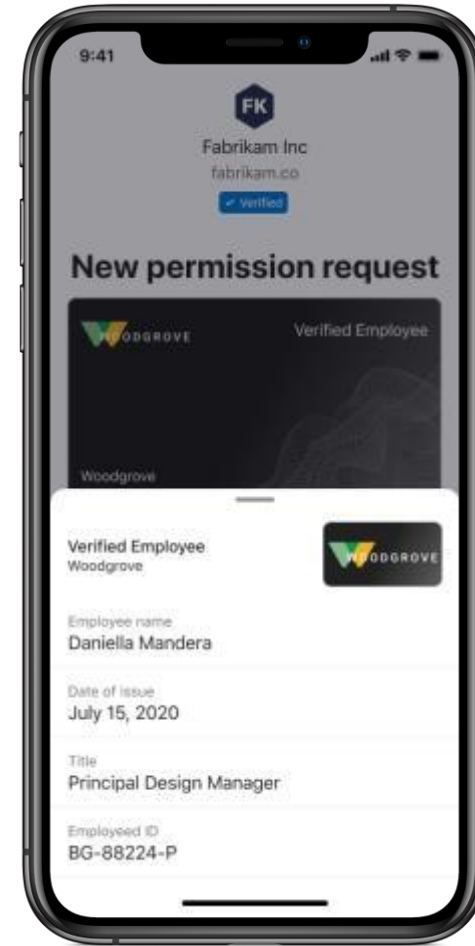 9:41
FK
Fabrikam Inc
fabrikam.co
✓ Verified
New permission request
WOODGROVE
Verified Employee
Woodgrove
Verified Employee
Woodgrove
WOODGROVE
Employee name
Daniella Mandera
Date of issue
July 15, 2020
Title
Principal Design Manager
Employeed ID
BG-88224-P